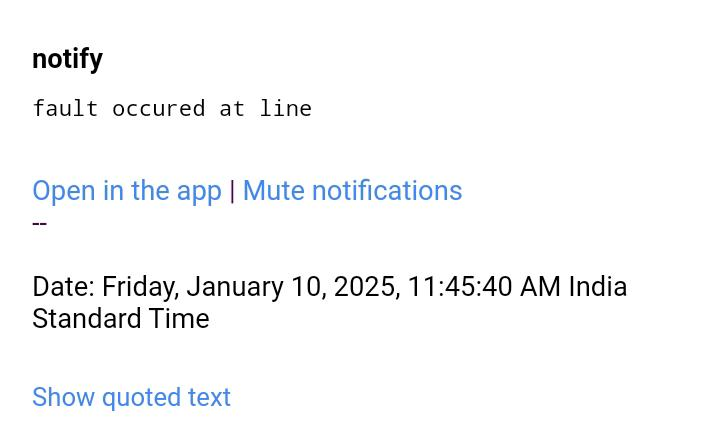 notify
fault occured at line
Open in the app | Mute notifications
--
Date: Friday, January 10, 2025, 11:45:40 AM India
Standard Time
Show quoted text